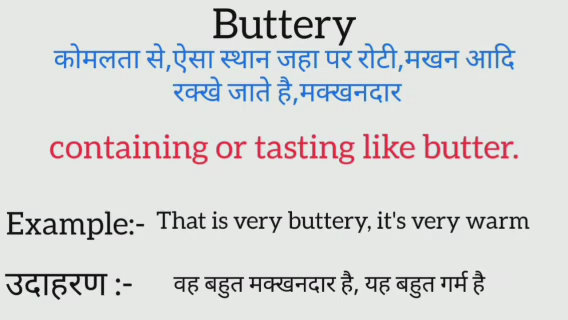 Buttery
कोमलता से,ऐसा स्थान जहा पर रोटी,मखन आदि
रक्खे जाते है,मक्खनदार
containing or tasting like butter.
Example:- That is very buttery, it's very warm
उदाहरण :- वह बहुत मक्खनदार है, यह बहुत गर्म है